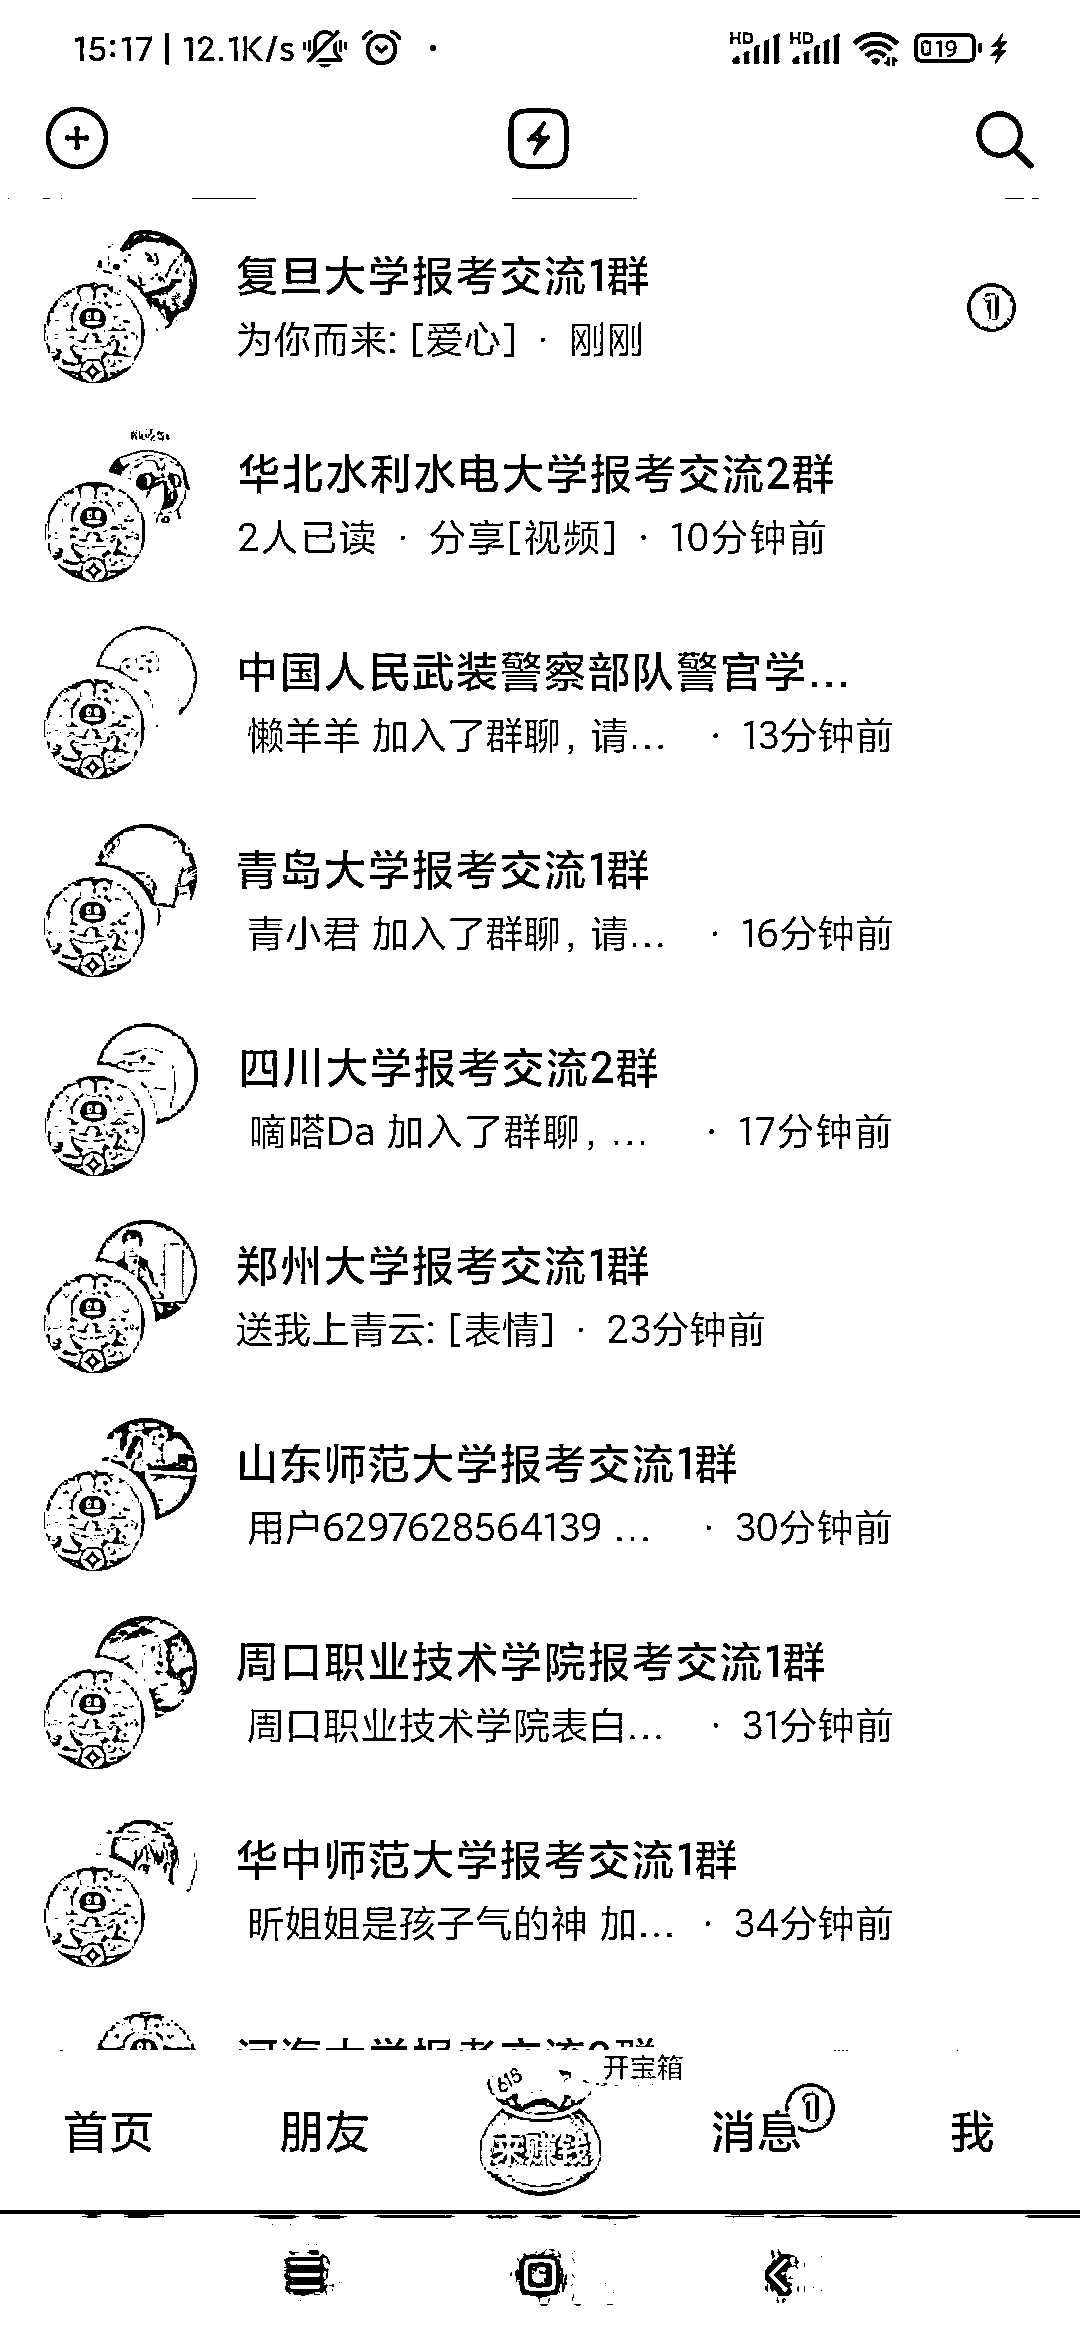 15:17 | 12.1K/s
HD HD 019
复旦大学报考交流1群
为你而来: [爱心] · 刚刚
1
华北水利水电大学报考交流2群
2人已读 · 分享[视频] · 10分钟前
中国人民武装警察部队警官学...
懒羊羊 加入了群聊, 请... · 13分钟前
青岛大学报考交流1群
青小君 加入了群聊, 请... · 16分钟前
四川大学报考交流2群
嘀嗒Da 加入了群聊, ... · 17分钟前
郑州大学报考交流1群
送我上青云: [表情] · 23分钟前
山东师范大学报考交流1群
用户6297628564139 ... · 30分钟前
周口职业技术学院报考交流1群
周口职业技术学院表白... · 31分钟前
华中师范大学报考交流1群
昕姐姐是孩子气的神 加... · 34分钟前
河海大学报考交流2群
618 开宝箱
首页 朋友 来赚钱 消息 1 我